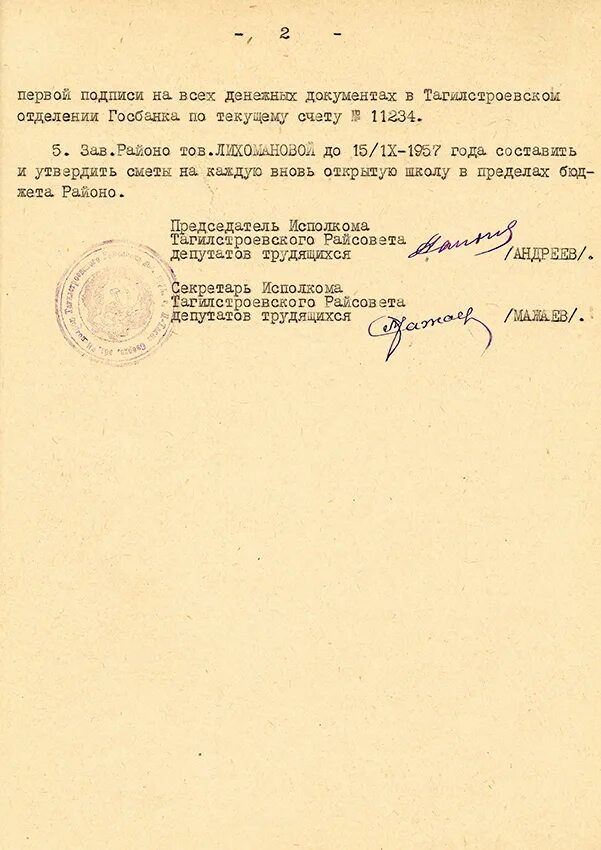 - 2 -
первой подписи на всех денежных документах в Тагилстроевском
отделении Госбанка по текущему счету № 11234.
5. Зав.Районо тов.ЛИХОМАНОВОЙ до 15/IX-1957 года составить
и утвердить сметы на каждую вновь открытую школу в пределах бюд-
жета Районо.
Председатель Исполкома
Тагилстроевского Райсовета
депутатов трудящихся /АНДРЕЕВ/.
Секретарь Исполкома
Тагилстроевского Райсовета
депутатов трудящихся /МАЖАЕВ/.
Мажаев